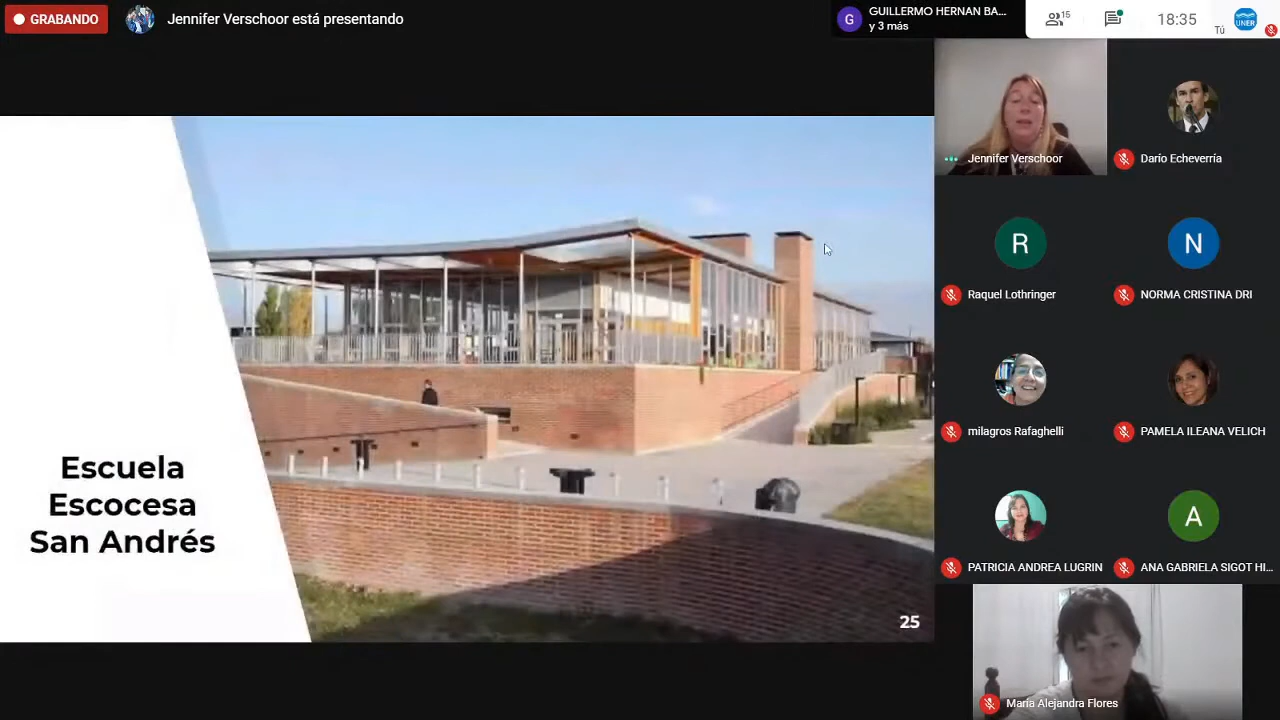 GRABANDO
Jennifer Verschoor está presentando
GUILLERMO HERNAN BA...
G
y 3 más
15
18:35
Tú
UNER
Jennifer Verschoor
Darío Echeverría
R
N
Raquel Lothringer
NORMA CRISTINA DRI
milagros Rafaghelli
PAMELA ILEANA VELICH
Escuela
Escocesa
San Andrés
A
PATRICIA ANDREA LUGRIN
ANA GABRIELA SIGOT HI...
25
María Alejandra Flores